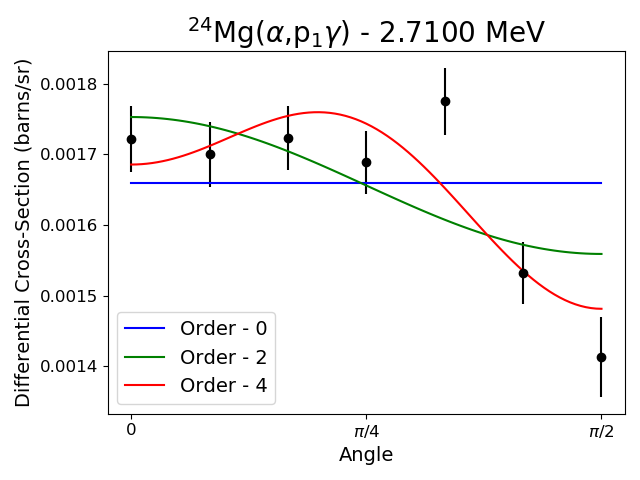 ²⁴Mg(α,p₁γ) - 2.7100 MeV
Differential Cross-Section (barns/sr)
0.0018
0.0017
0.0016
0.0015
0.0014
Order - 0
Order - 2
Order - 4
0
π/4
π/2
Angle